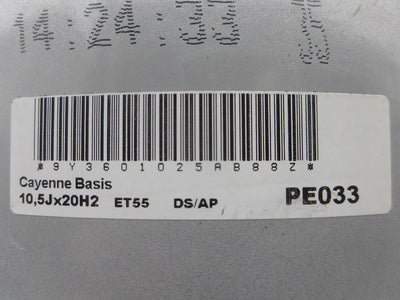 14:24:33
*9Y3601025AB88Z*
Cayenne Basis
10,5Jx20H2 ET55 DS/AP PE033